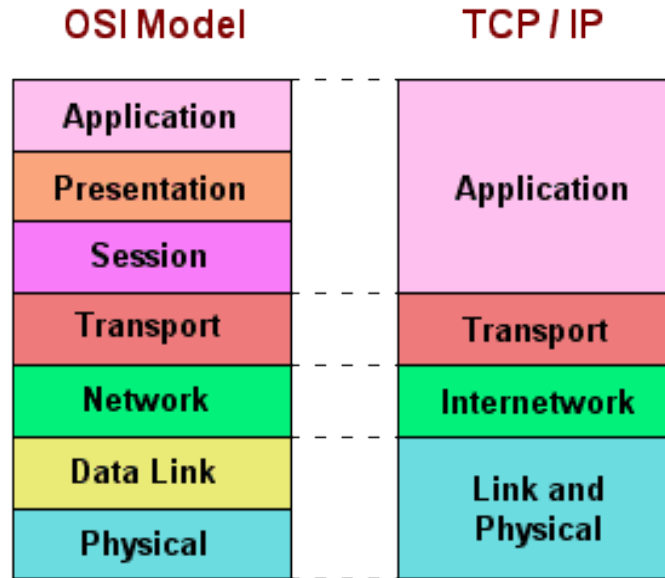 OSI Model
TCP / IP
Application
Presentation
Session
Transport
Network
Data Link
Physical
Application
Transport
Internetwork
Link and
Physical